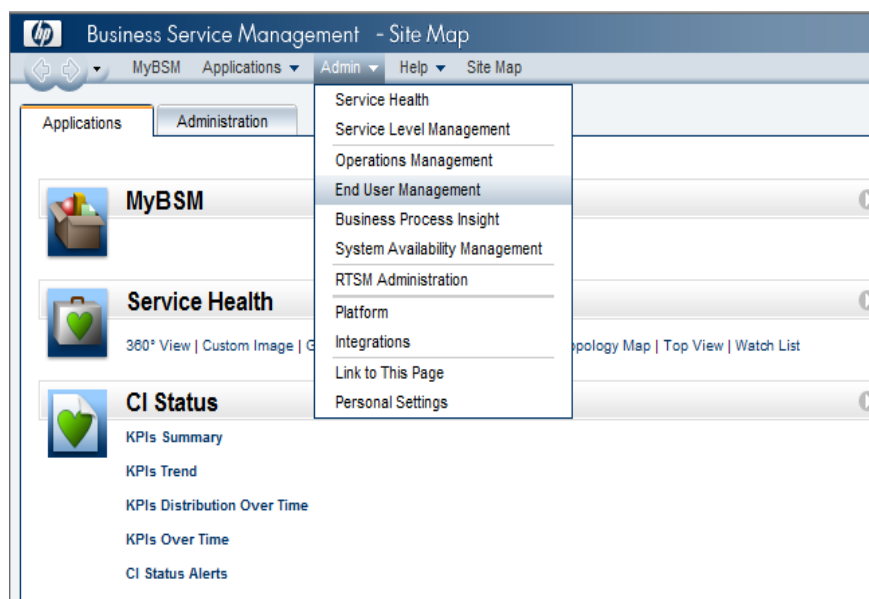 hp Business Service Management - Site Map
MyBSM Applications Admin Help Site Map
Applications Administration
Service Health
Service Level Management
Operations Management
End User Management
Business Process Insight
System Availability Management
RTSM Administration
Platform
Integrations
Link to This Page
Personal Settings
MyBSM
Service Health
360° View | Custom Image | Topology Map | Top View | Watch List
CI Status
KPIs Summary
KPIs Trend
KPIs Distribution Over Time
KPIs Over Time
CI Status Alerts